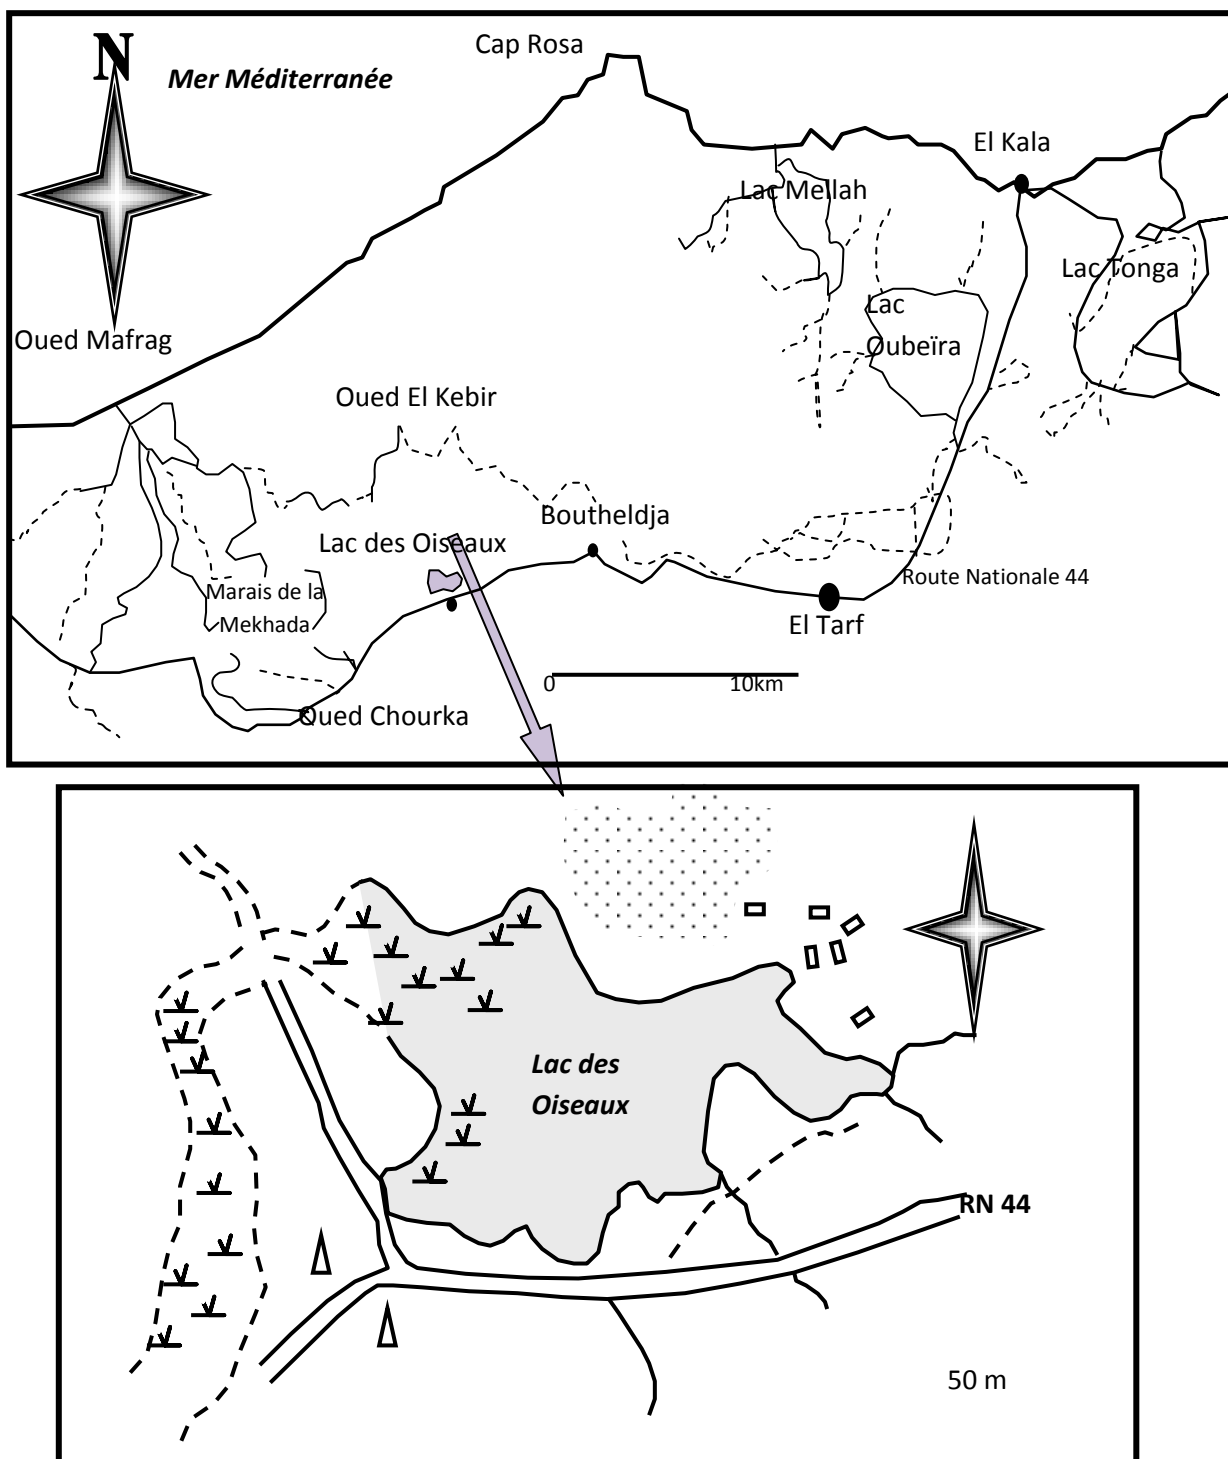 Cap Rosa
N
Mer Méditerranée
El Kala
Lac Mellah
Lac Tonga
Lac
Oubeïra
Oued Mafrag
Oued El Kebir
Boutheldja
Lac des Oiseaux
Route Nationale 44
Marais de la
Mekhada
El Tarf
0
10km
Oued Chourka
Lac des
Oiseaux
RN 44
50 m